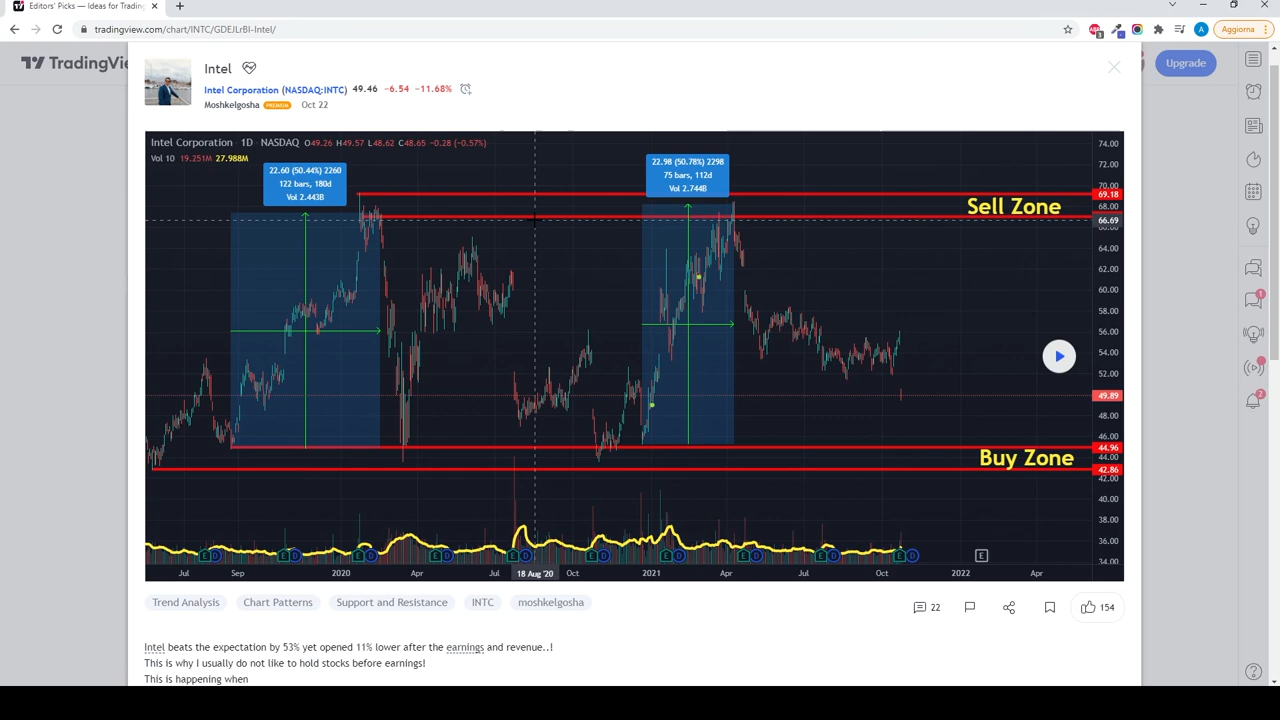 Editors' Picks — Ideas for Tradingvi
tradingview.com/chart/INTC/GDEJLrBI-Intel/
Aggiorna
TradingVie
Upgrade
Intel
Intel Corporation (NASDAQ:INTC) 49.46 −6.54 −11.68%
Moshkelgosha PREMIUM Oct 22
Intel Corporation 1D NASDAQ O49.26 H49.57 L48.62 C48.65 −0.28 (−0.57%)
Vol 10 19.251M 27.988M
22.60 (50.44%) 2260
122 bars, 180d
Vol 2.443B
22.98 (50.78%) 2298
75 bars, 112d
Vol 2.744B
74.00
72.00
70.00
69.18
68.00
Sell Zone
66.69
64.00
62.00
60.00
58.00
56.00
54.00
52.00
49.89
48.00
46.00
44.96
44.00
Buy Zone
42.86
42.00
40.00
38.00
36.00
34.00
E D E D E D E D E D E D E D E D E D E D E
Jul Sep 2020 Apr Jul 18 Aug '20 Oct 2021 Apr Jul Oct 2022 Apr
Trend Analysis Chart Patterns Support and Resistance INTC moshkelgosha
22 154
Intel beats the expectation by 53% yet opened 11% lower after the earnings and revenue..!
This is why I usually do not like to hold stocks before earnings!
This is happening when